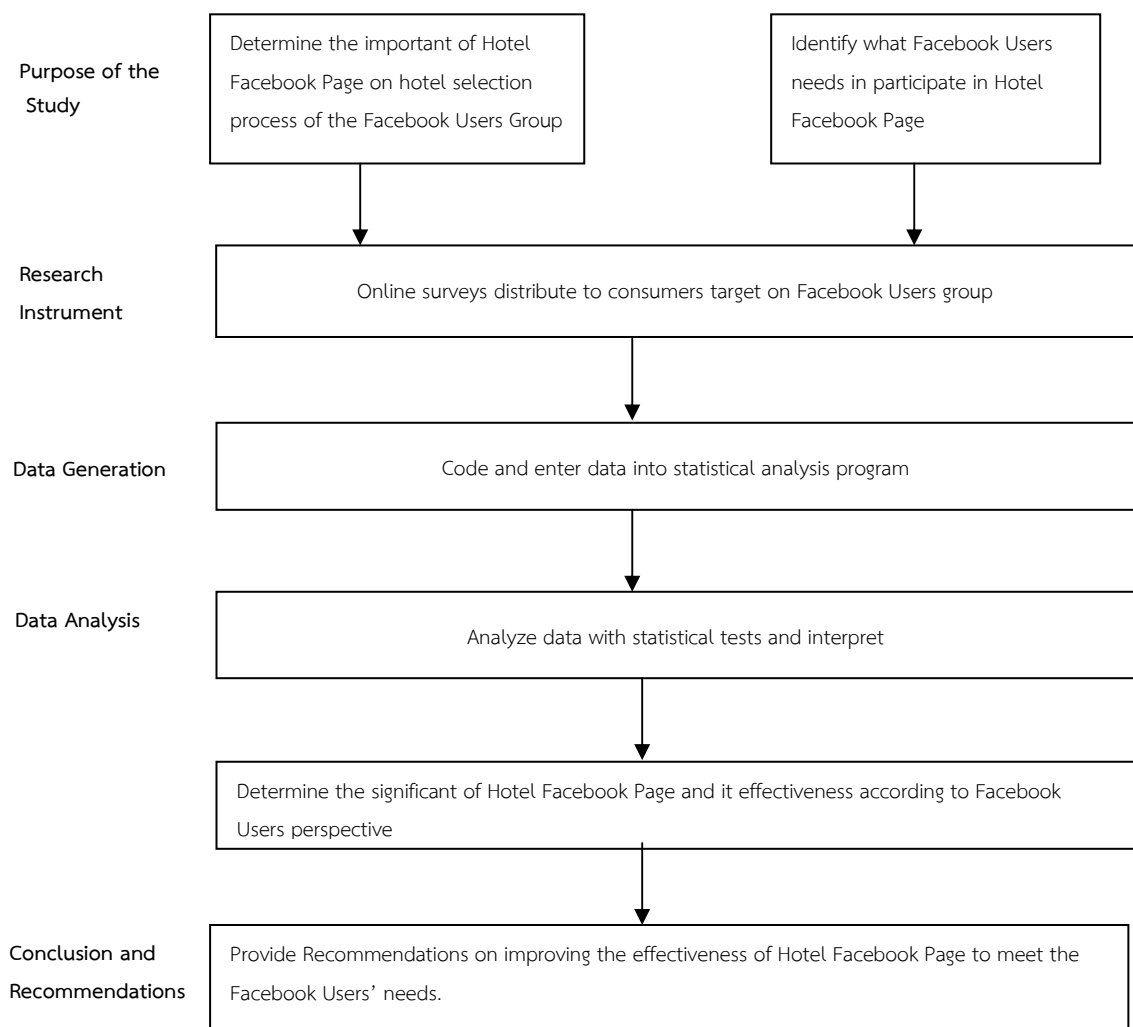 Purpose of the
Study
Determine the important of Hotel
Facebook Page on hotel selection
process of the Facebook Users Group
Identify what Facebook Users
needs in participate in Hotel
Facebook Page
Research
Instrument
Online surveys distribute to consumers target on Facebook Users group
Data Generation
Code and enter data into statistical analysis program
Data Analysis
Analyze data with statistical tests and interpret
Determine the significant of Hotel Facebook Page and it effectiveness according to Facebook
Users perspective
Conclusion and
Recommendations
Provide Recommendations on improving the effectiveness of Hotel Facebook Page to meet the
Facebook Users’ needs.